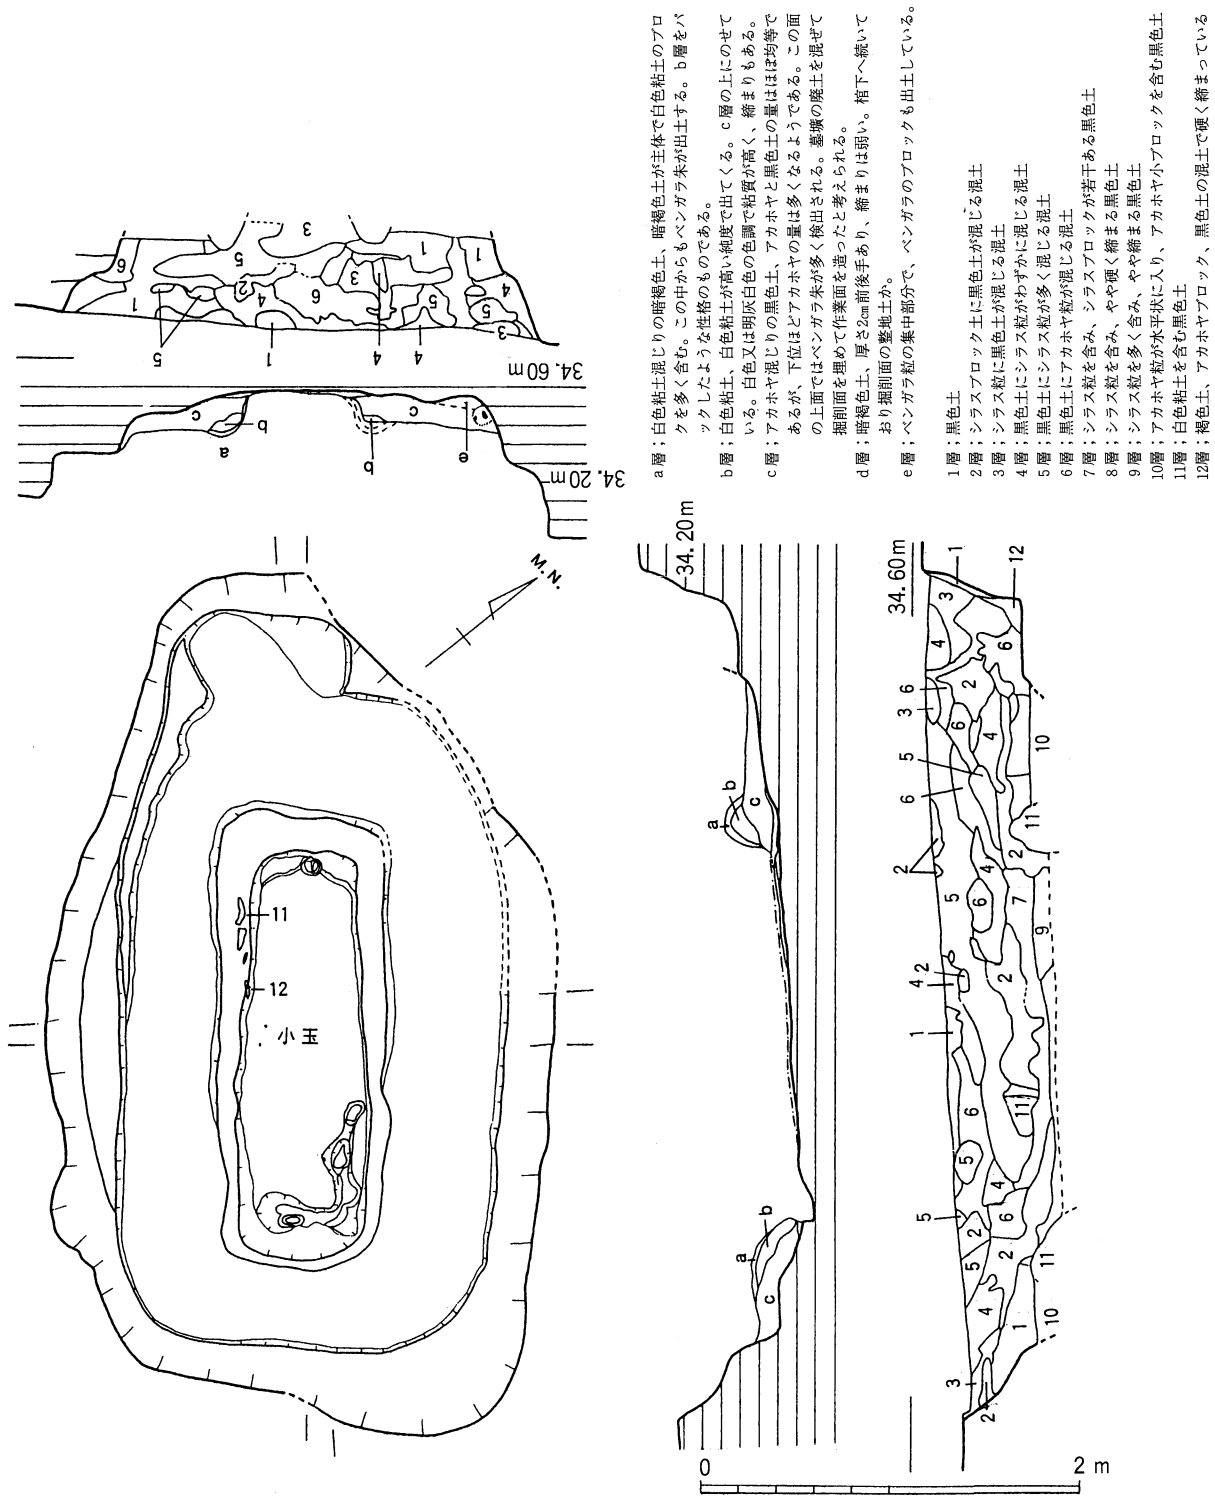 a層；白色粘土混じりの暗褐色土、暗褐色土が主体で白色粘土のブロ
ックを多く含む。この中からもベンガラ朱が出土する。b層をパ
ックしたような性格のものである。
b層；白色粘土、白色粘土が高い純度で出てくる。c層の上にのせて
いる。白色又は明灰白色の色調で粘質が高く、締まりもある。
c層；アカホヤ混じりの黒色土、アカホヤと黒色土の量はほぼ均等で
あるが、下位ほどアカホヤの量は多くなるようである。この面
の上面ではベンガラ朱が多く検出される。墓壙の廃土を混ぜて
掘削面を埋めて作業面を造ったと考えられる。
d層；暗褐色土、厚さ2cm前後手あり、締まりは弱い。棺下へ続いて
おり掘削面の整地土か。
e層；ベンガラ粒の集中部分で、ベンガラのブロックも出土している。
1層；黒色土
2層；シラスブロック土に黒色土が混じる混土
3層；シラス粒に黒色土が混じる混土
4層；黒色土にシラス粒がわずかに混じる混土
5層；黒色土にシラス粒が多く混じる混土
6層；黒色土にアカホヤ粒が混じる混土
7層；シラス粒を含み、シラスブロックが若干ある黒色土
8層；シラス粒を含み、やや硬く締まる黒色土
9層；シラス粒を多く含み、やや締まる黒色土
10層；アカホヤ粒が水平状に入り、アカホヤ小ブロックを含む黒色土
11層；白色粘土を含む黒色土
12層；褐色土、アカホヤブロック、黒色土の混土で硬く締まっている
34.60m
34.20m
M.N.
11
12
小玉
34.20m
34.60m
a
b
c
0
2m